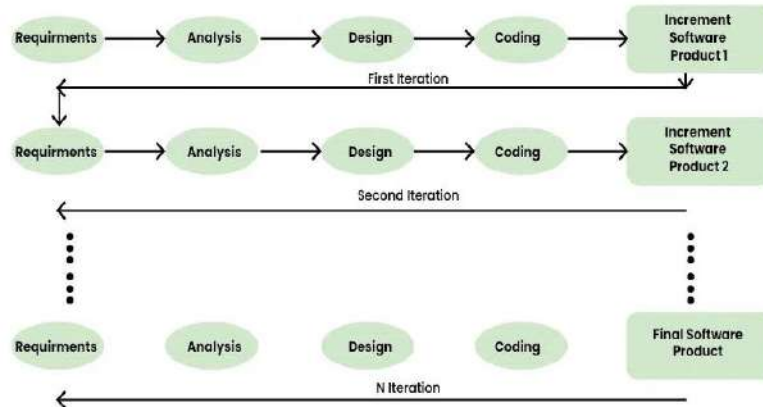 Requirments
Analysis
Design
Coding
Increment
Software
Product 1
First Iteration
Requirments
Analysis
Design
Coding
Increment
Software
Product 2
Second Iteration
Requirments
Analysis
Design
Coding
Final Software
Product
N Iteration